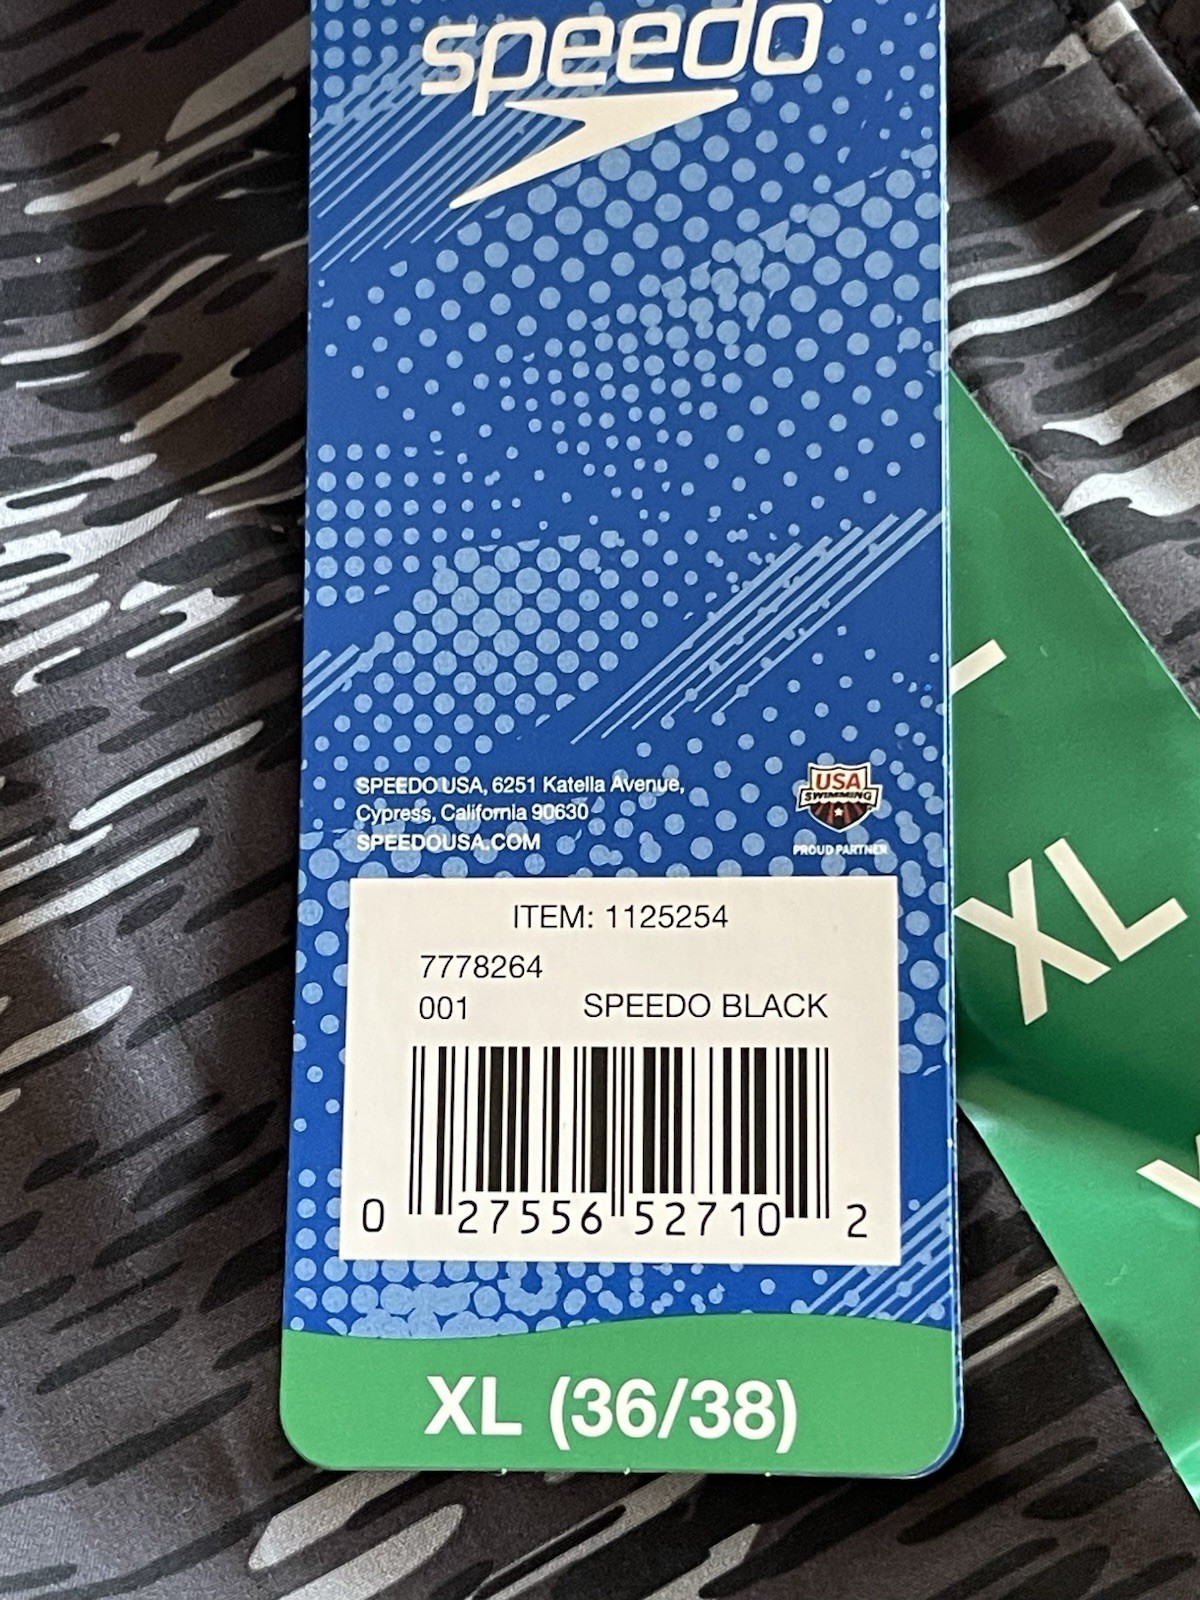 speedo
SPEEDO USA, 6251 Katella Avenue,
Cypress, California 90630
SPEEDOUSA.COM
USA
SWIMMING
PROUD PARTNER
ITEM: 1125254
7778264
001 SPEEDO BLACK
0 27556 52710 2
XL (36/38)
XL